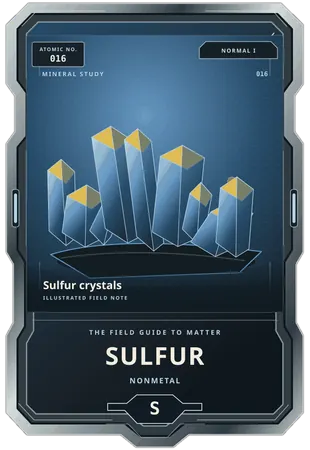 ATOMIC NO.
016
NORMAL I
MINERAL STUDY
016
Sulfur crystals
ILLUSTRATED FIELD NOTE
THE FIELD GUIDE TO MATTER
SULFUR
NONMETAL
S